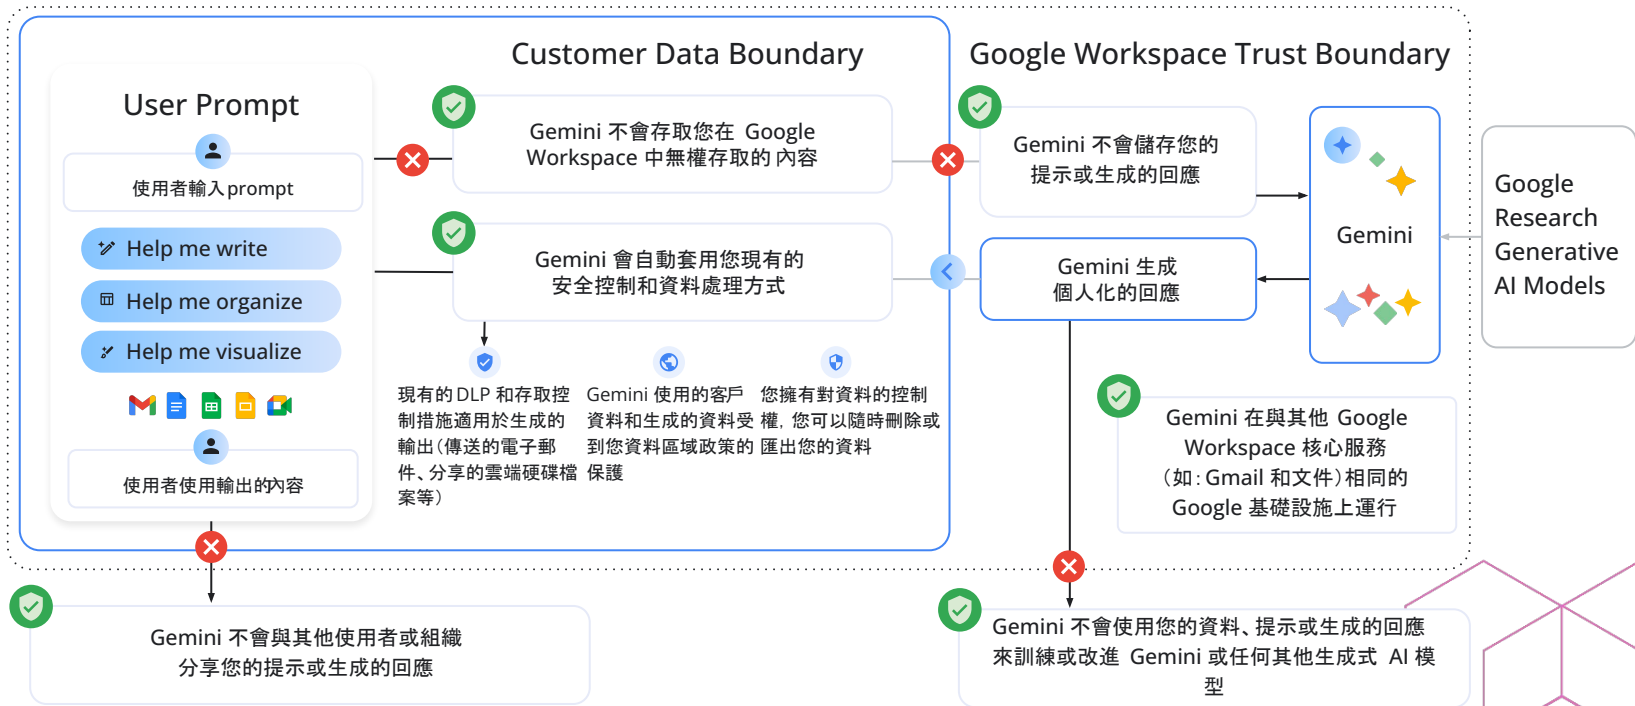 Customer Data Boundary
Google Workspace Trust Boundary
User Prompt
使用者輸入prompt
Help me write
Help me organize
Help me visualize
使用者使用輸出的內容
Gemini 不會存取您在 Google
Workspace 中無權存取的內容
Gemini 會自動套用您現有的
安全控制和資料處理方式
現有的DLP 和存取控
制措施適用於生成的
輸出(傳送的電子郵
件、分享的雲端硬碟檔
案等)
Gemini 使用的客戶
資料和生成的資料受
到您資料區域政策的
保護
您擁有對資料的控制
權, 您可以隨時刪除或
匯出您的資料
Gemini 不會儲存您的
提示或生成的回應
Gemini 生成
個人化的回應
Gemini
Google
Research
Generative
AI Models
Gemini 在與其他 Google
Workspace 核心服務
(如:Gmail 和文件)相同的
Google 基礎設施上運行
Gemini 不會與其他使用者或組織
分享您的提示或生成的回應
Gemini 不會使用您的資料、提示或生成的回應
來訓練或改進 Gemini 或任何其他生成式 AI 模
型